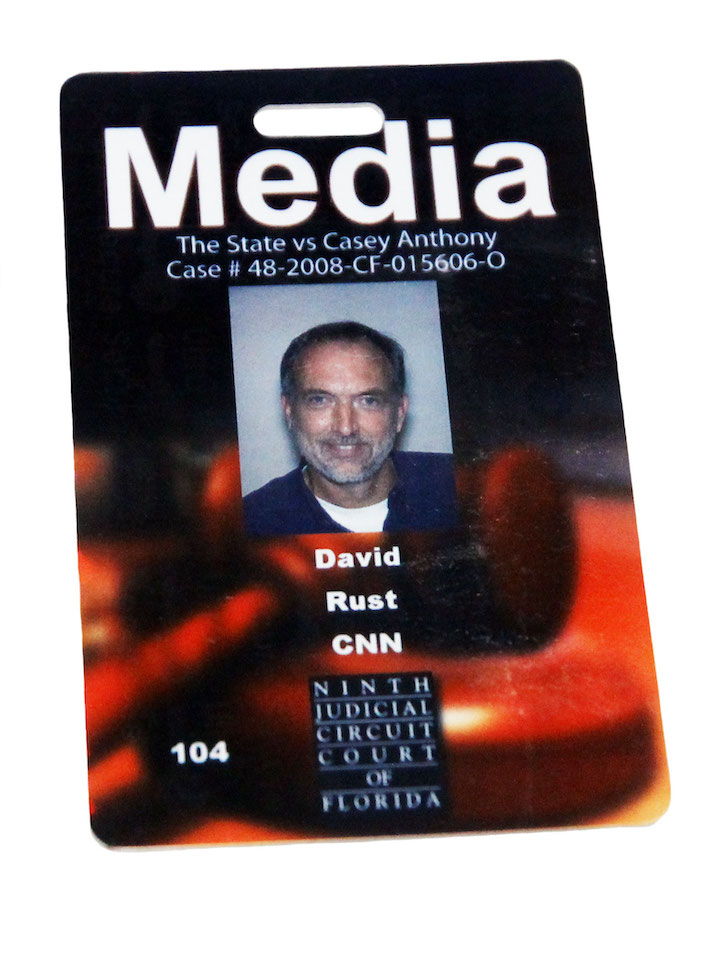 Media
The State vs Casey Anthony
Case # 48-2008-CF-015606-O
David
Rust
CNN
NINTH
JUDICIAL
CIRCUIT
COURT
OF
FLORIDA
104